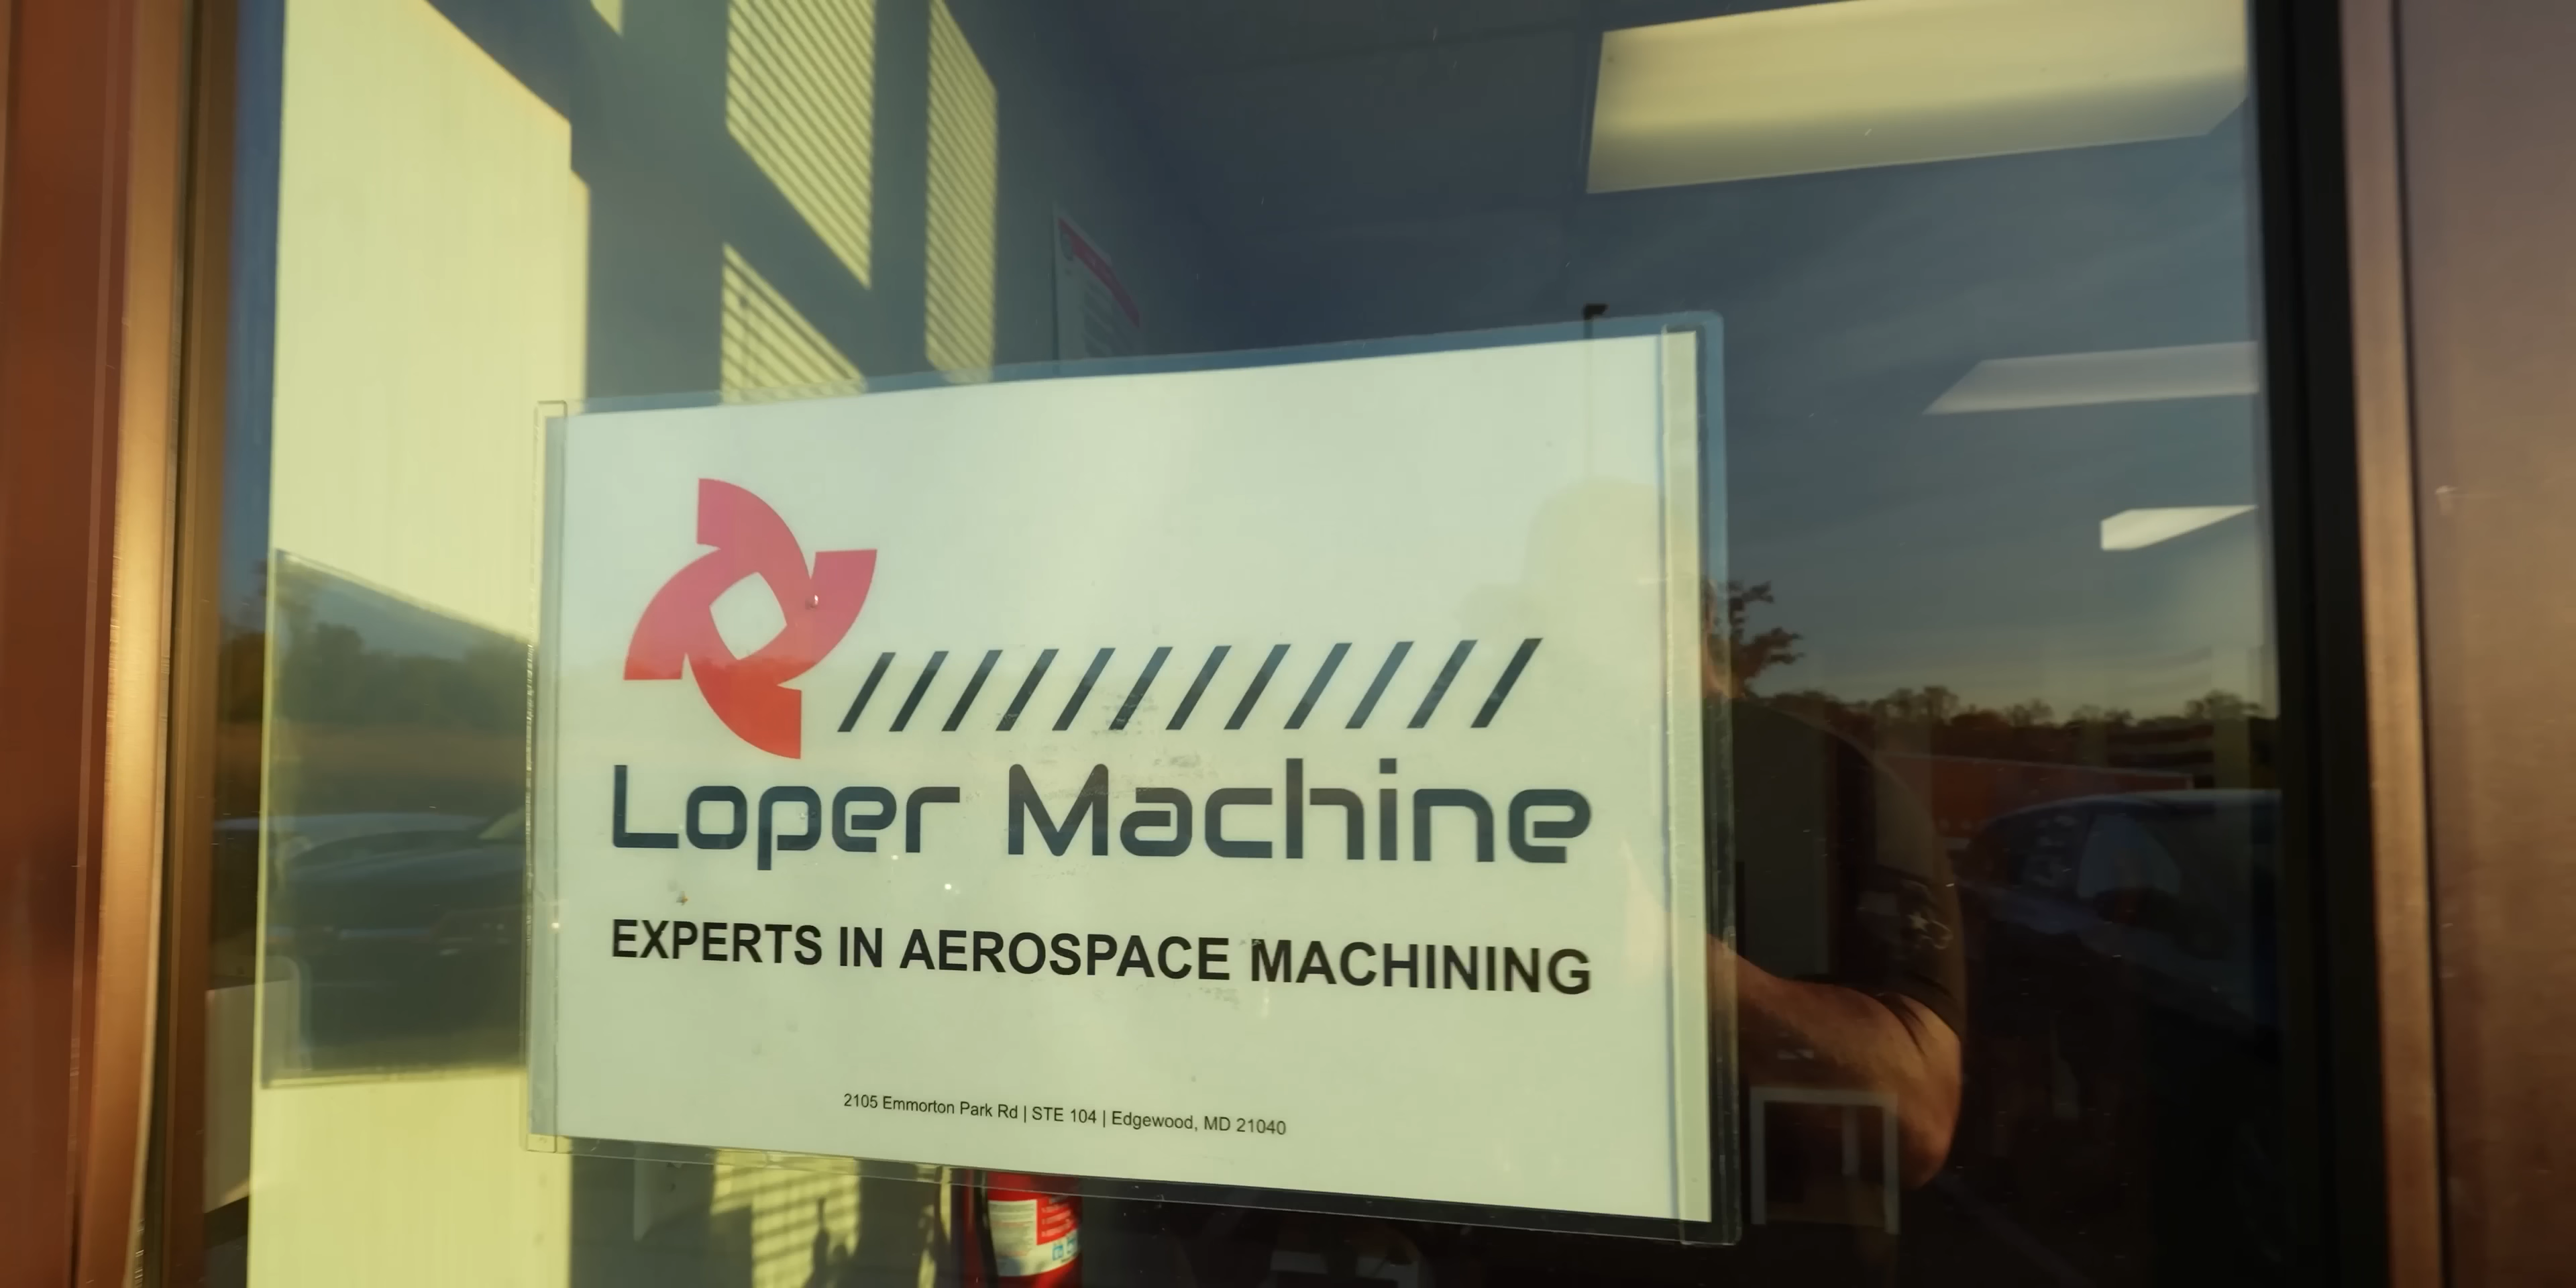 Loper Machine
EXPERTS IN AEROSPACE MACHINING
2105 Emmorton Park Rd | STE 104 | Edgewood, MD 21040